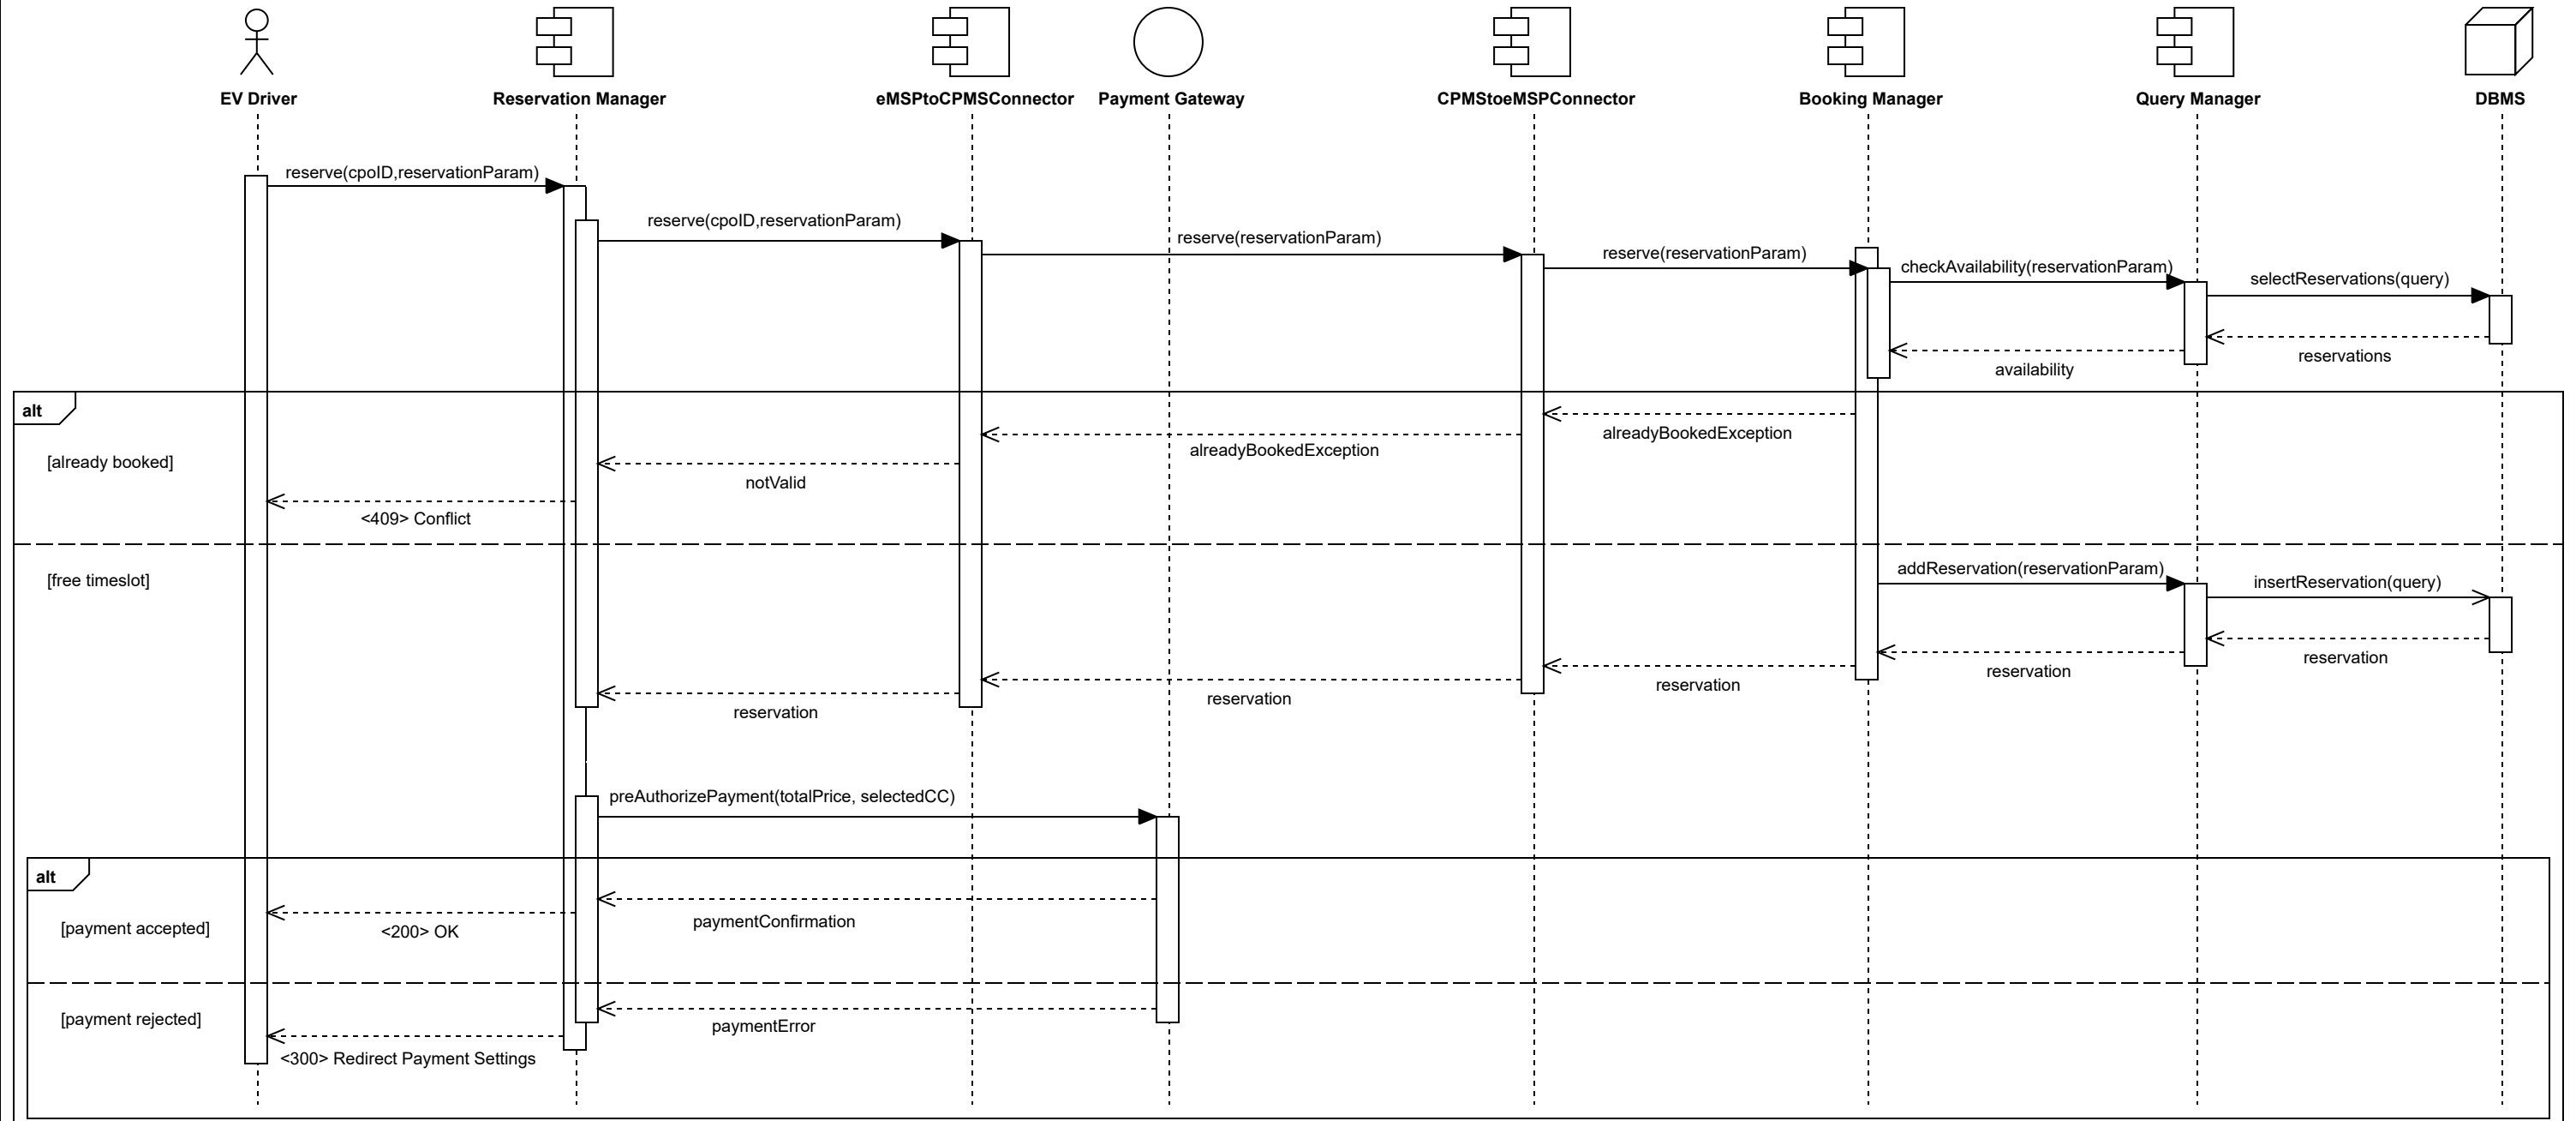 EV Driver
Reservation Manager
eMSPtoCPMSConnector
Payment Gateway
CPMStoeMSPConnector
Booking Manager
Query Manager
DBMS
reserve(cpoID,reservationParam)
reserve(cpoID,reservationParam)
reserve(reservationParam)
reserve(reservationParam)
checkAvailability(reservationParam)
selectReservations(query)
reservations
availability
alt
[already booked]
alreadyBookedException
alreadyBookedException
notValid
<409> Conflict
[free timeslot]
addReservation(reservationParam)
insertReservation(query)
reservation
reservation
reservation
reservation
reservation
preAuthorizePayment(totalPrice, selectedCC)
alt
[payment accepted]
paymentConfirmation
<200> OK
[payment rejected]
paymentError
<300> Redirect Payment Settings